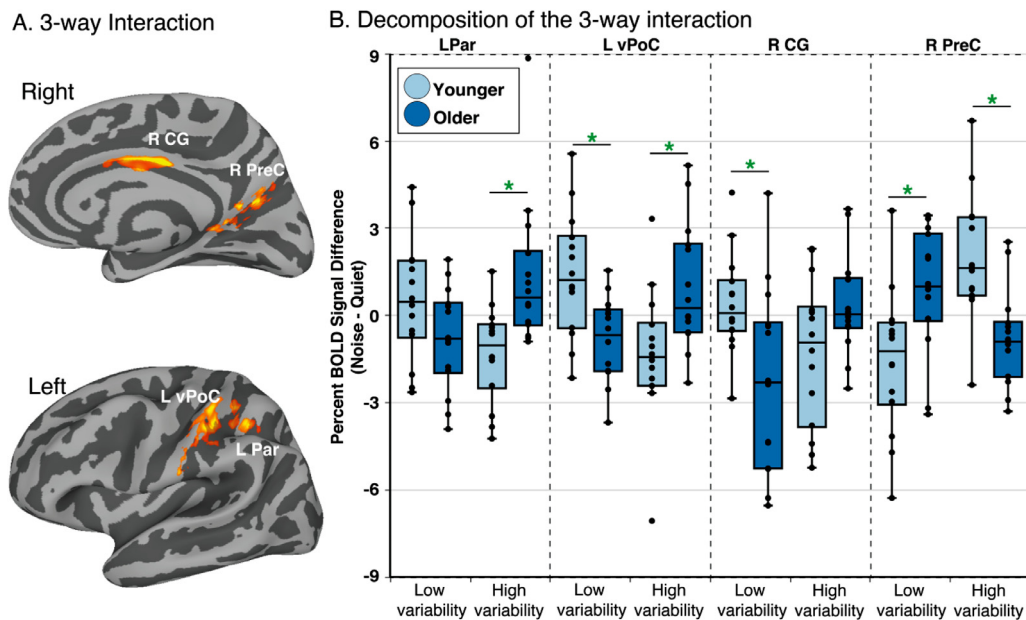 A. 3-way Interaction
Right
R CG
R PreC
Left
L vPoC
L Par
B. Decomposition of the 3-way interaction
LPar
L vPoC
R CG
R PreC
Younger
Older
Percent BOLD Signal Difference
(Noise - Quiet)
9
6
3
0
-3
-6
-9
*
*
*
*
*
*
Low
variability
High
variability
Low
variability
High
variability
Low
variability
High
variability
Low
variability
High
variability